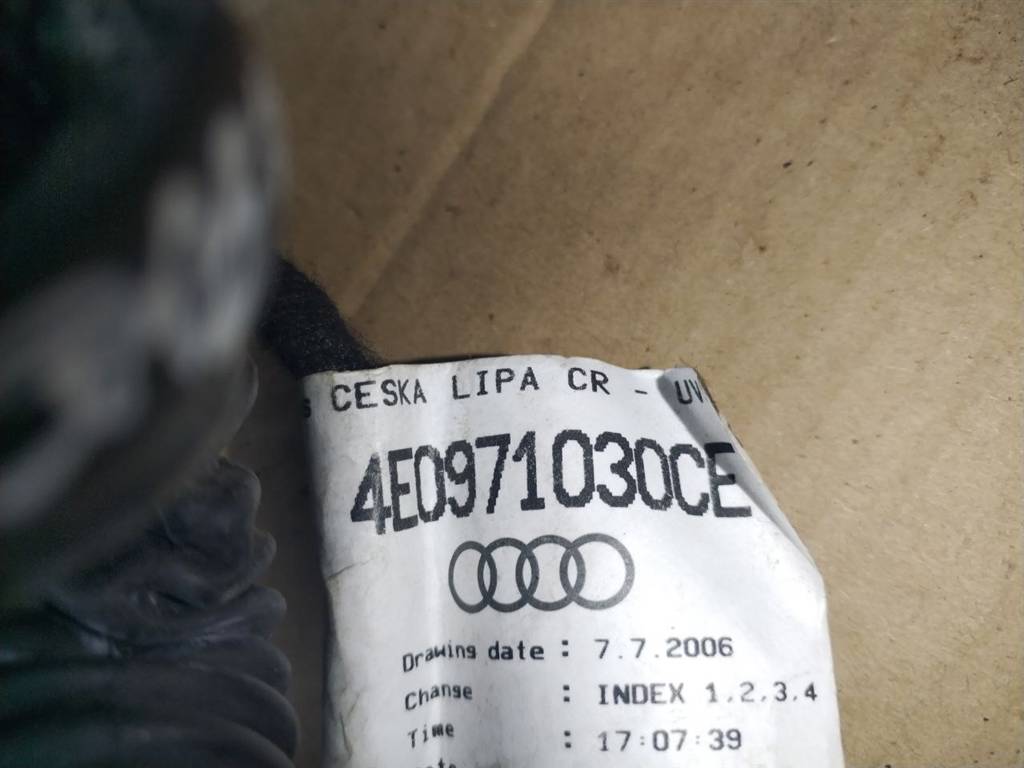 CESKA LIPA CR - UV
4E0971030CE
Drawing date : 7.7.2006
Change : INDEX 1,2,3,4
Time : 17:07:39